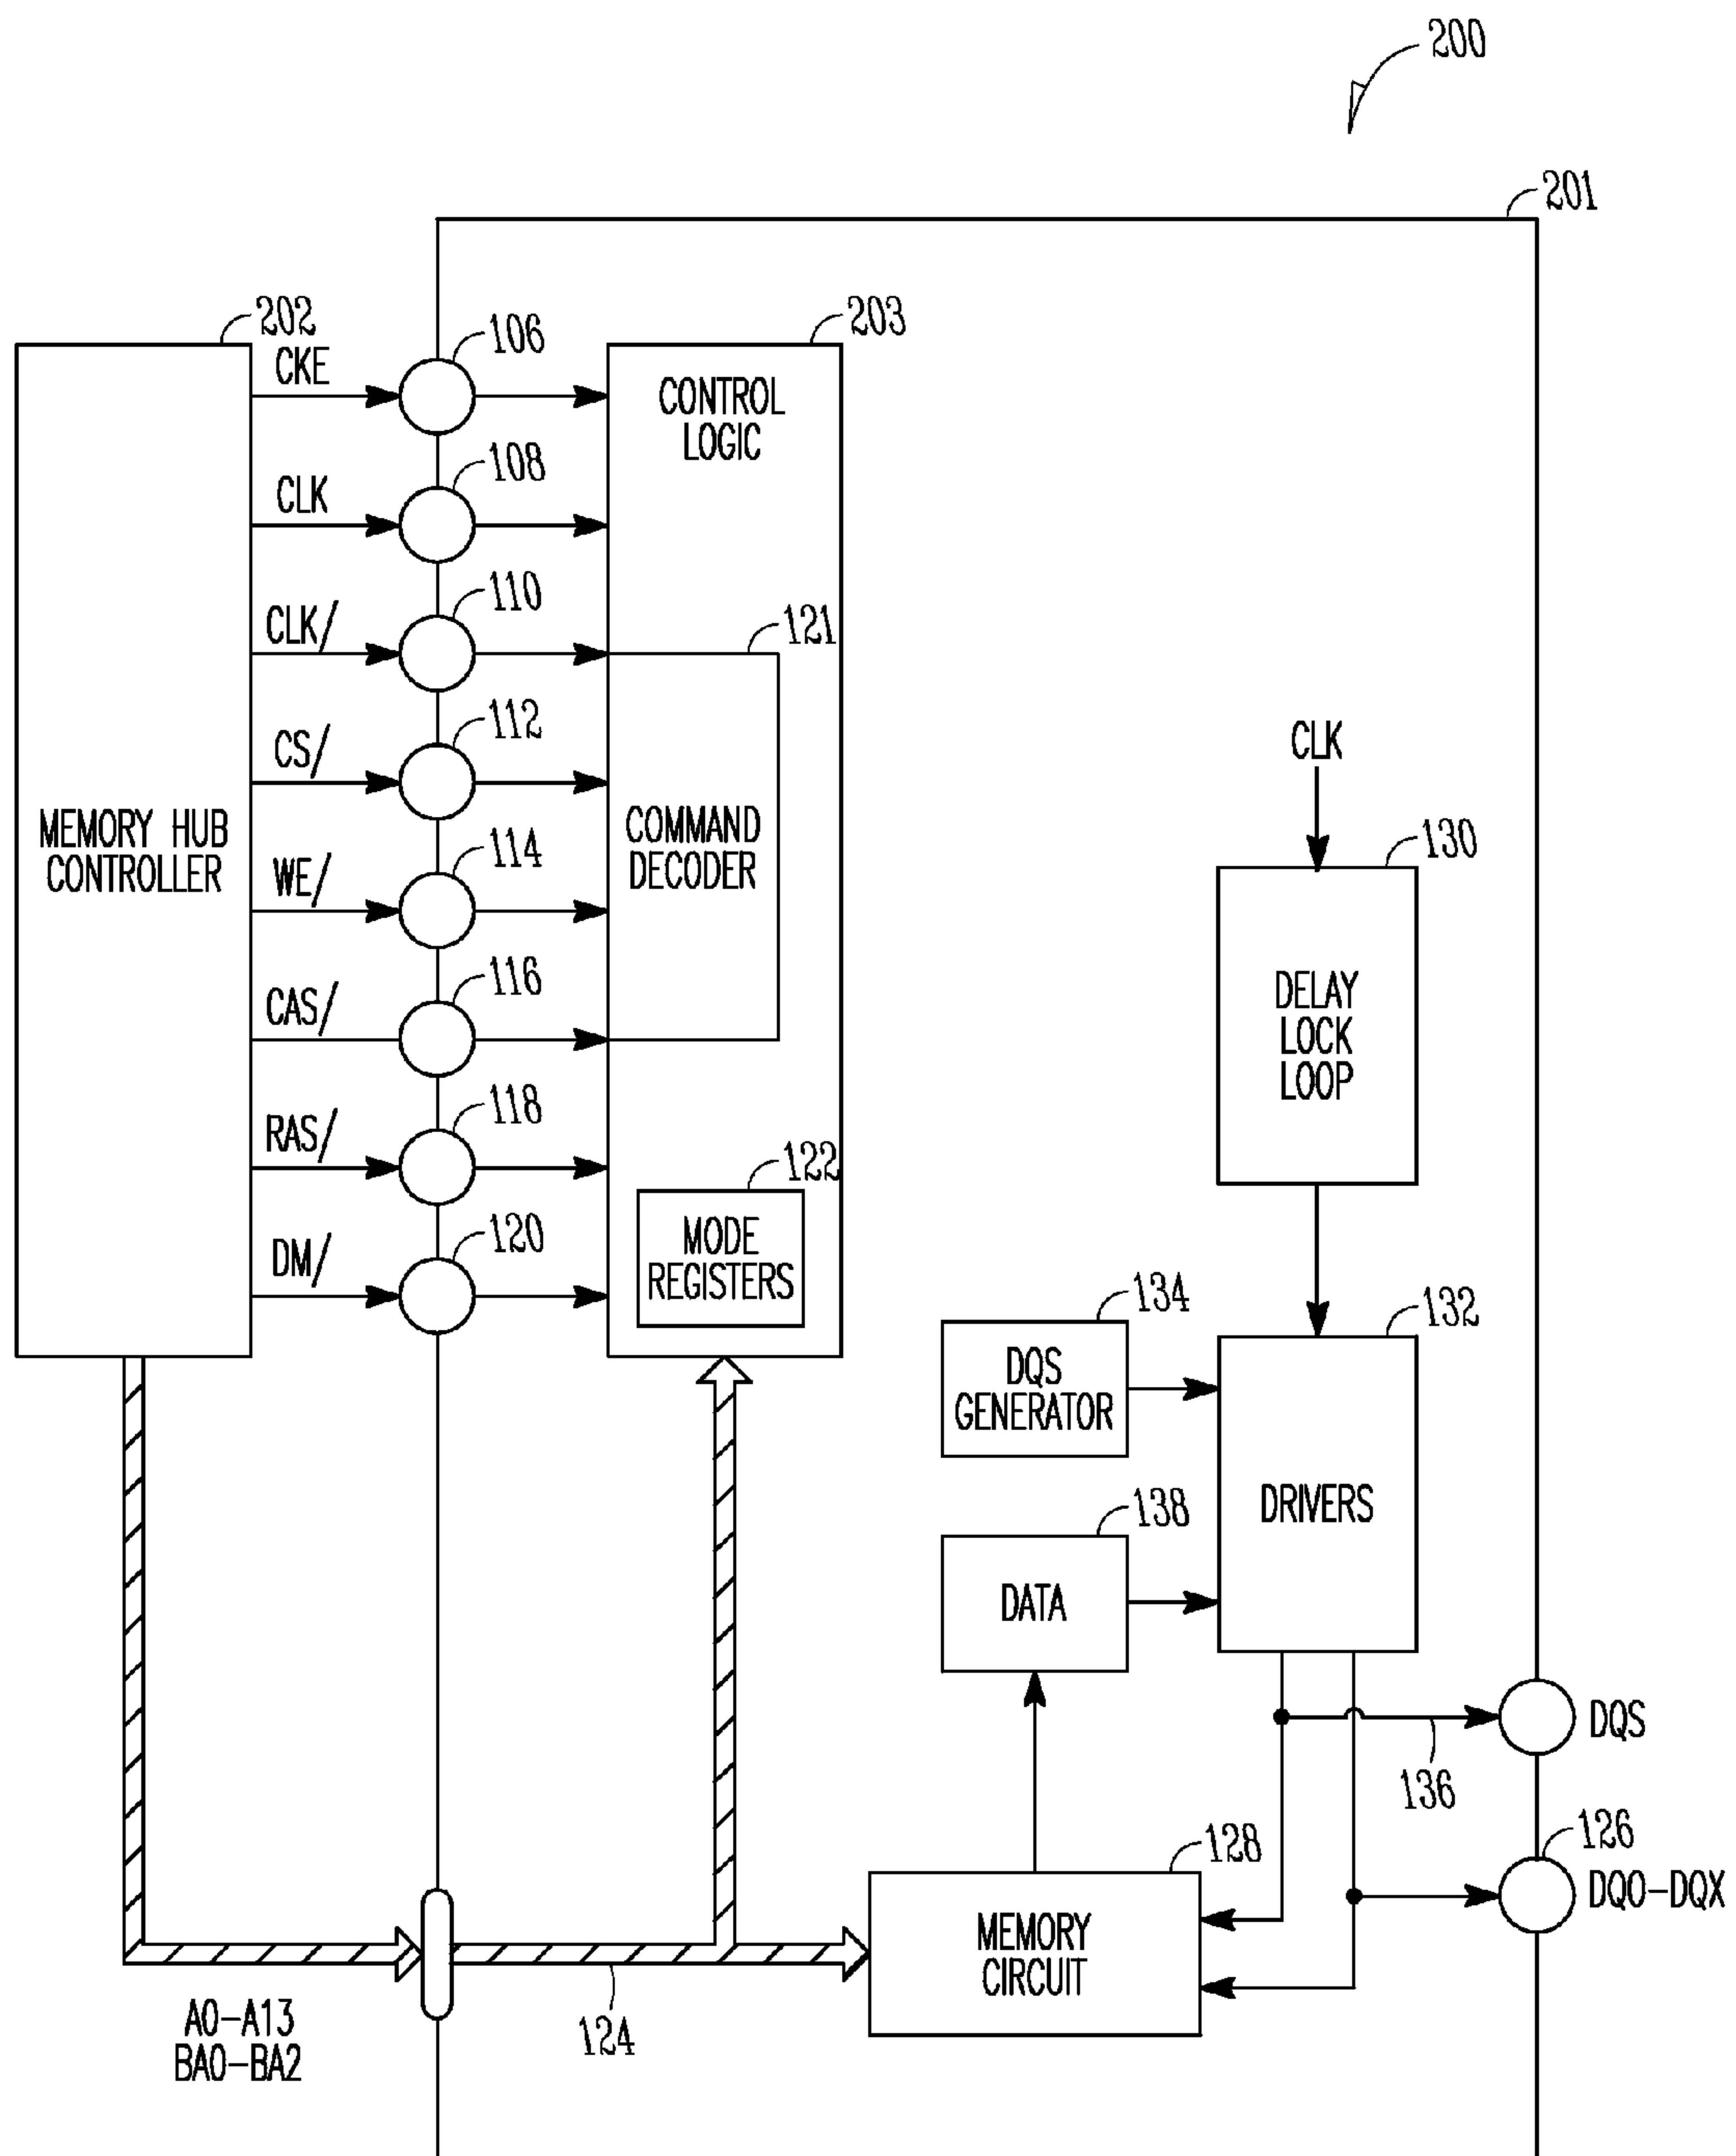 200
201
202
CKE
106
203
CONTROL
LOGIC
CLK
108
CLK/
110
121
CS/
112
CLK
MEMORY HUB
CONTROLLER
WE/
114
COMMAND
DECODER
130
CAS/
116
DELAY
LOCK
LOOP
RAS/
118
122
MODE
REGISTERS
DM/
120
134
132
DQS
GENERATOR
DRIVERS
138
DATA
DQS
136
128
126
DQ0-DQX
MEMORY
CIRCUIT
A0-A13
BA0-BA2
124